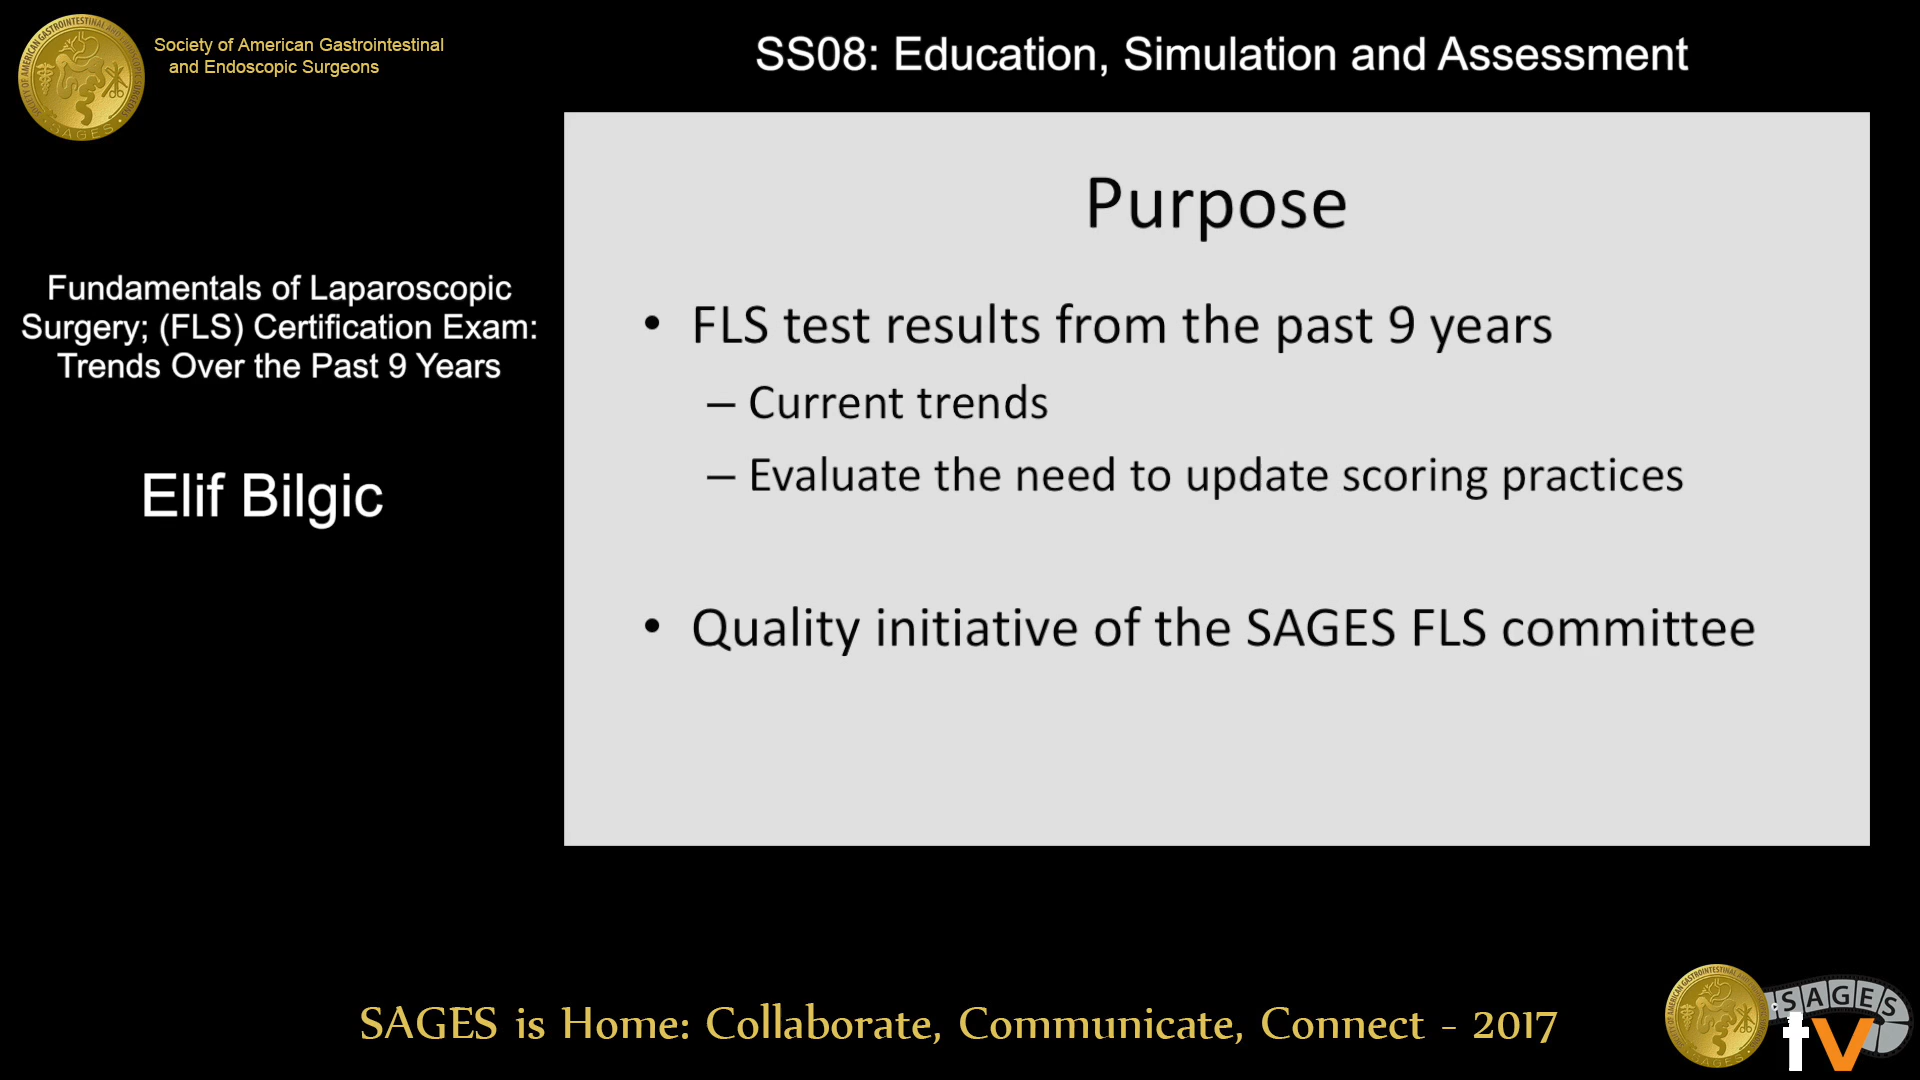 Society of American Gastrointestinal
and Endoscopic Surgeons
SS08: Education, Simulation and Assessment
Fundamentals of Laparoscopic
Surgery; (FLS) Certification Exam:
Trends Over the Past 9 Years
Elif Bilgic
Purpose
• FLS test results from the past 9 years
– Current trends
– Evaluate the need to update scoring practices
• Quality initiative of the SAGES FLS committee
SAGES is Home: Collaborate, Communicate, Connect - 2017
SAGES
tv
SAGES